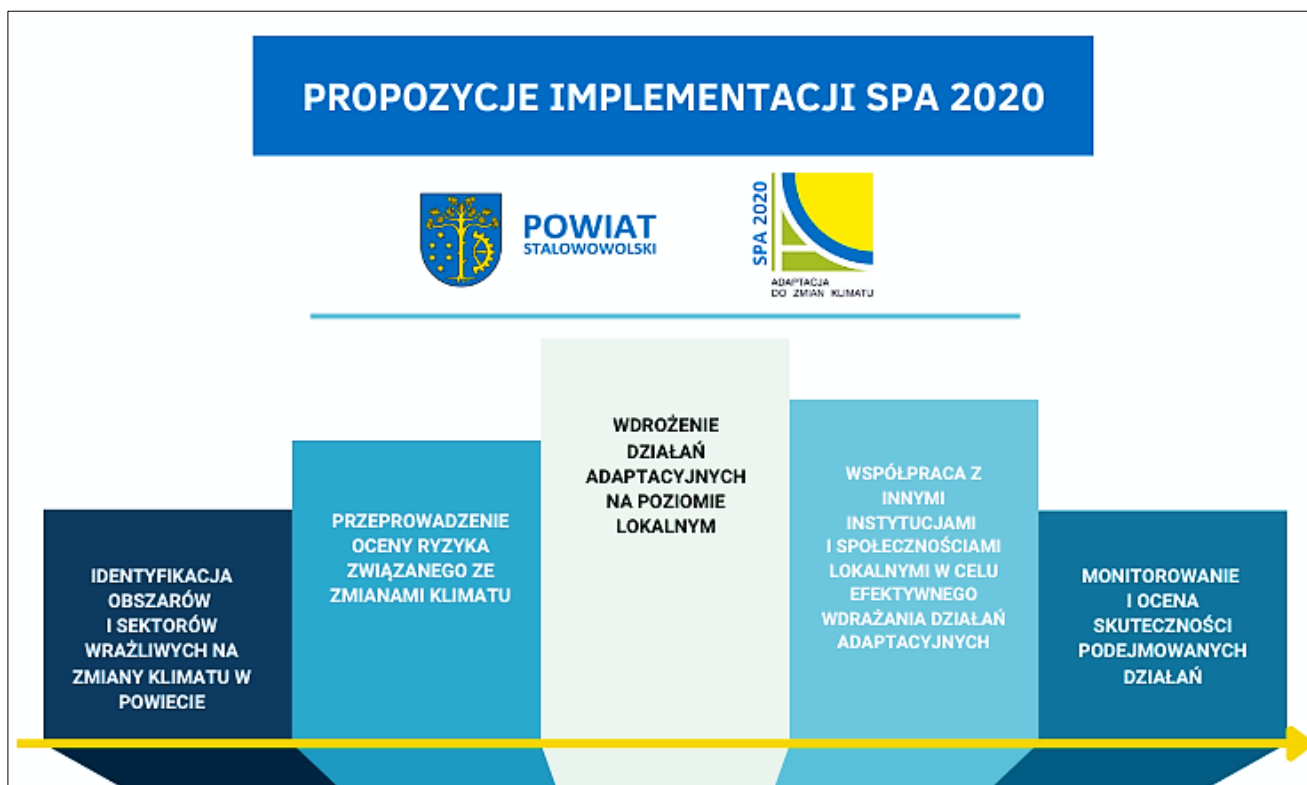 PROPOZYCJE IMPLEMENTACJI SPA 2020
POWIAT
STALOWOWOLSKI
SPA 2020
ADAPTACJA
DO ZMIAN KLIMATU
IDENTYFIKACJA
OBSZARÓW
I SEKTORÓW
WRAŻLIWYCH NA
ZMIANY KLIMATU W
POWIECIE
PRZEPROWADZENIE
OCENY RYZYKA
ZWIĄZANEGO ZE
ZMIANAMI KLIMATU
WDROŻENIE
DZIAŁAŃ
ADAPTACYJNYCH
NA POZIOMIE
LOKALNYM
WSPÓŁPRACA Z
INNYMI
INSTYTUCJAMI
I SPOŁECZNOŚCIAMI
LOKALNYMI W CELU
EFEKTYWNEGO
WDRAŻANIA DZIAŁAŃ
ADAPTACYJNYCH
MONITOROWANIE
I OCENA
SKUTECZNOŚCI
PODEJMOWANYCH
DZIAŁAŃ